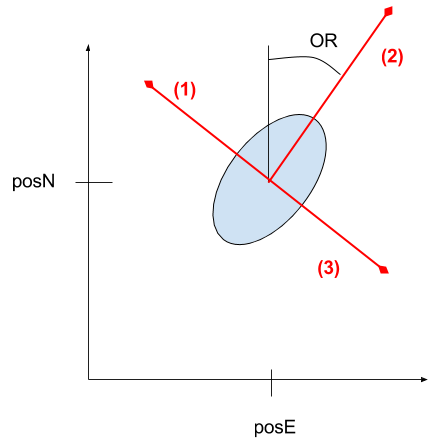 OR
(2)
(1)
posN
(3)
posE